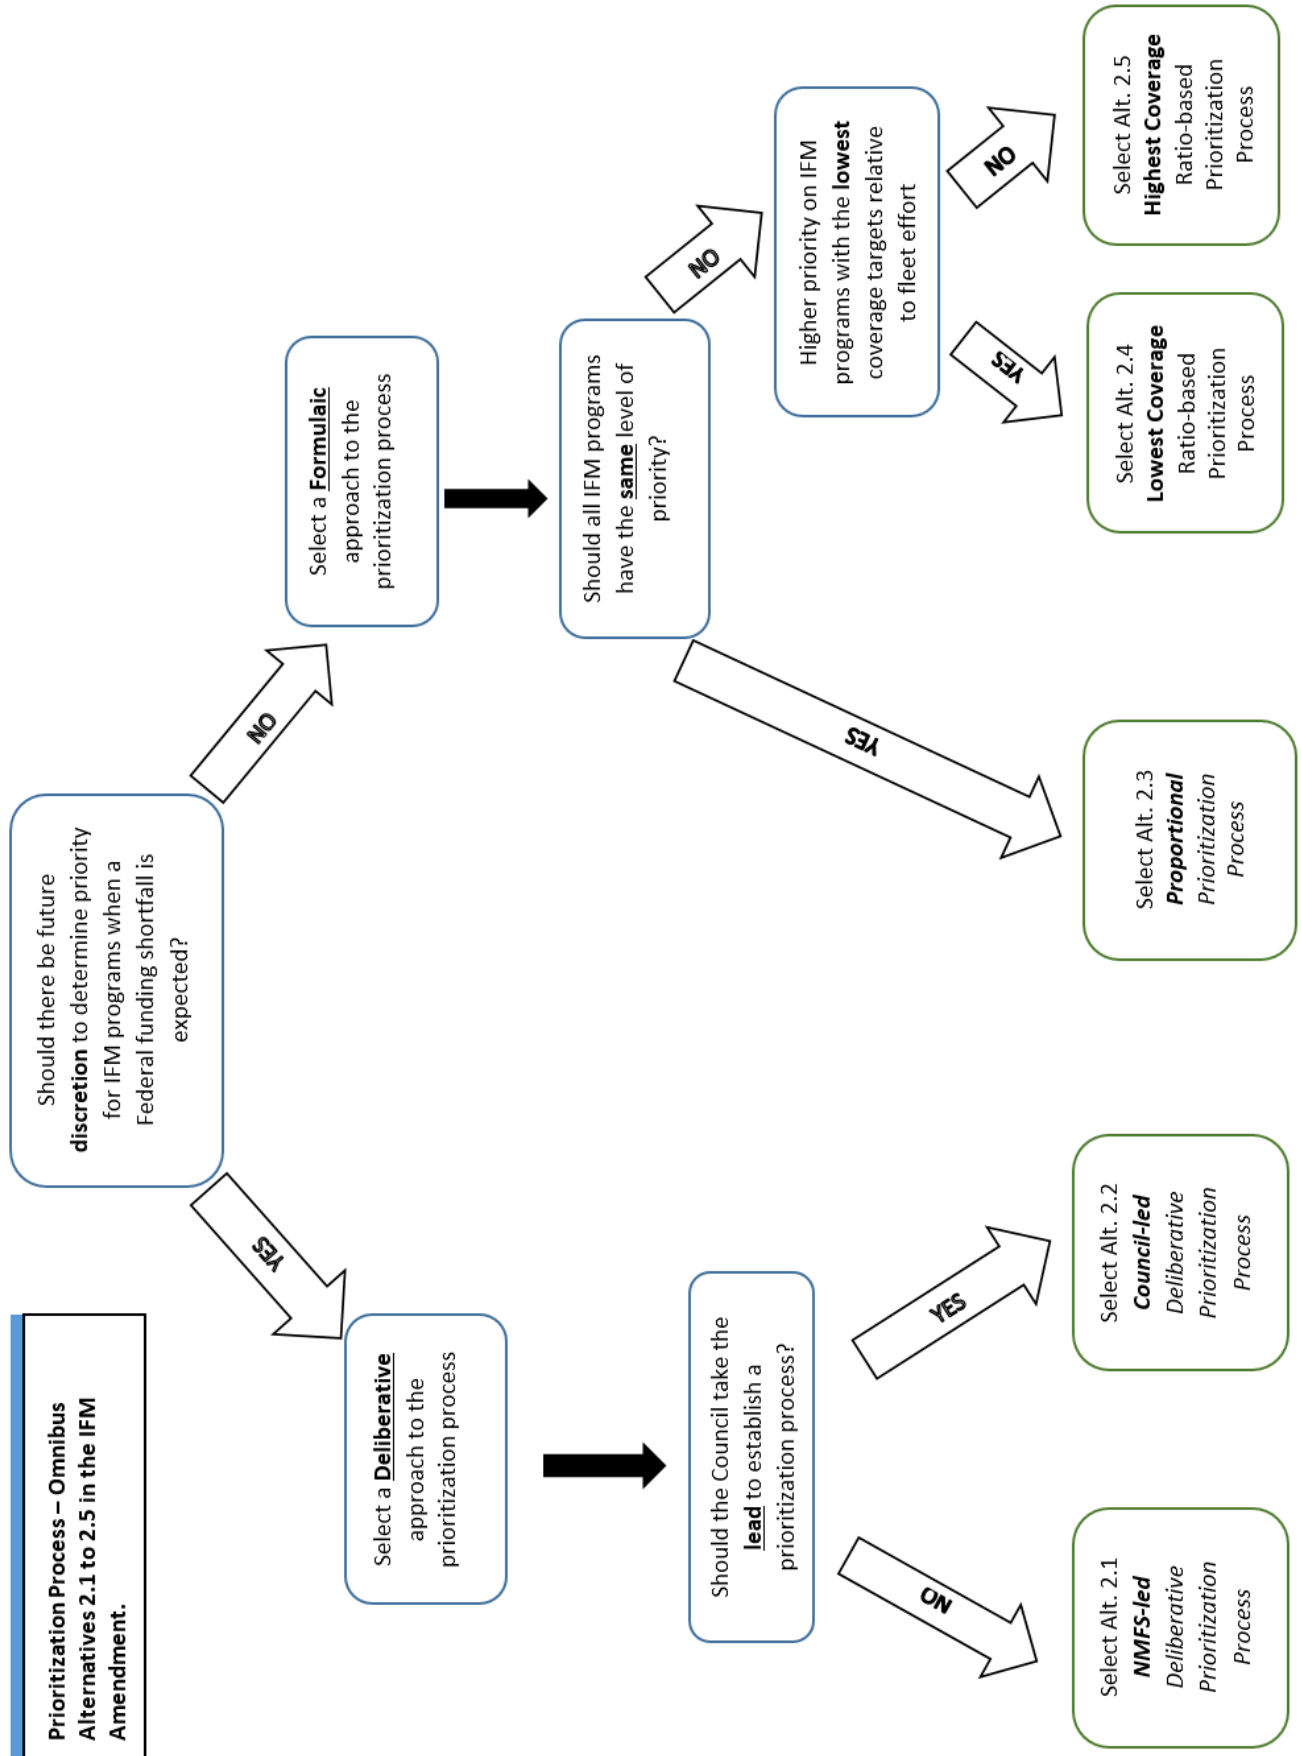 Prioritization Process – Omnibus
Alternatives 2.1 to 2.5 in the IFM
Amendment.
Should there be future
discretion to determine priority
for IFM programs when a
Federal funding shortfall is
expected?
YES
NO
Select a Deliberative
approach to the
prioritization process
Select a Formulaic
approach to the
prioritization process
Should the Council take the
lead to establish a
prioritization process?
Should all IFM programs
have the same level of
priority?
NO
YES
YES
NO
Higher priority on IFM
programs with the lowest
coverage targets relative
to fleet effort
YES
NO
Select Alt. 2.1
NMFS-led
Deliberative
Prioritization
Process
Select Alt. 2.2
Council-led
Deliberative
Prioritization
Process
Select Alt. 2.3
Proportional
Prioritization
Process
Select Alt. 2.4
Lowest Coverage
Ratio-based
Prioritization
Process
Select Alt. 2.5
Highest Coverage
Ratio-based
Prioritization
Process